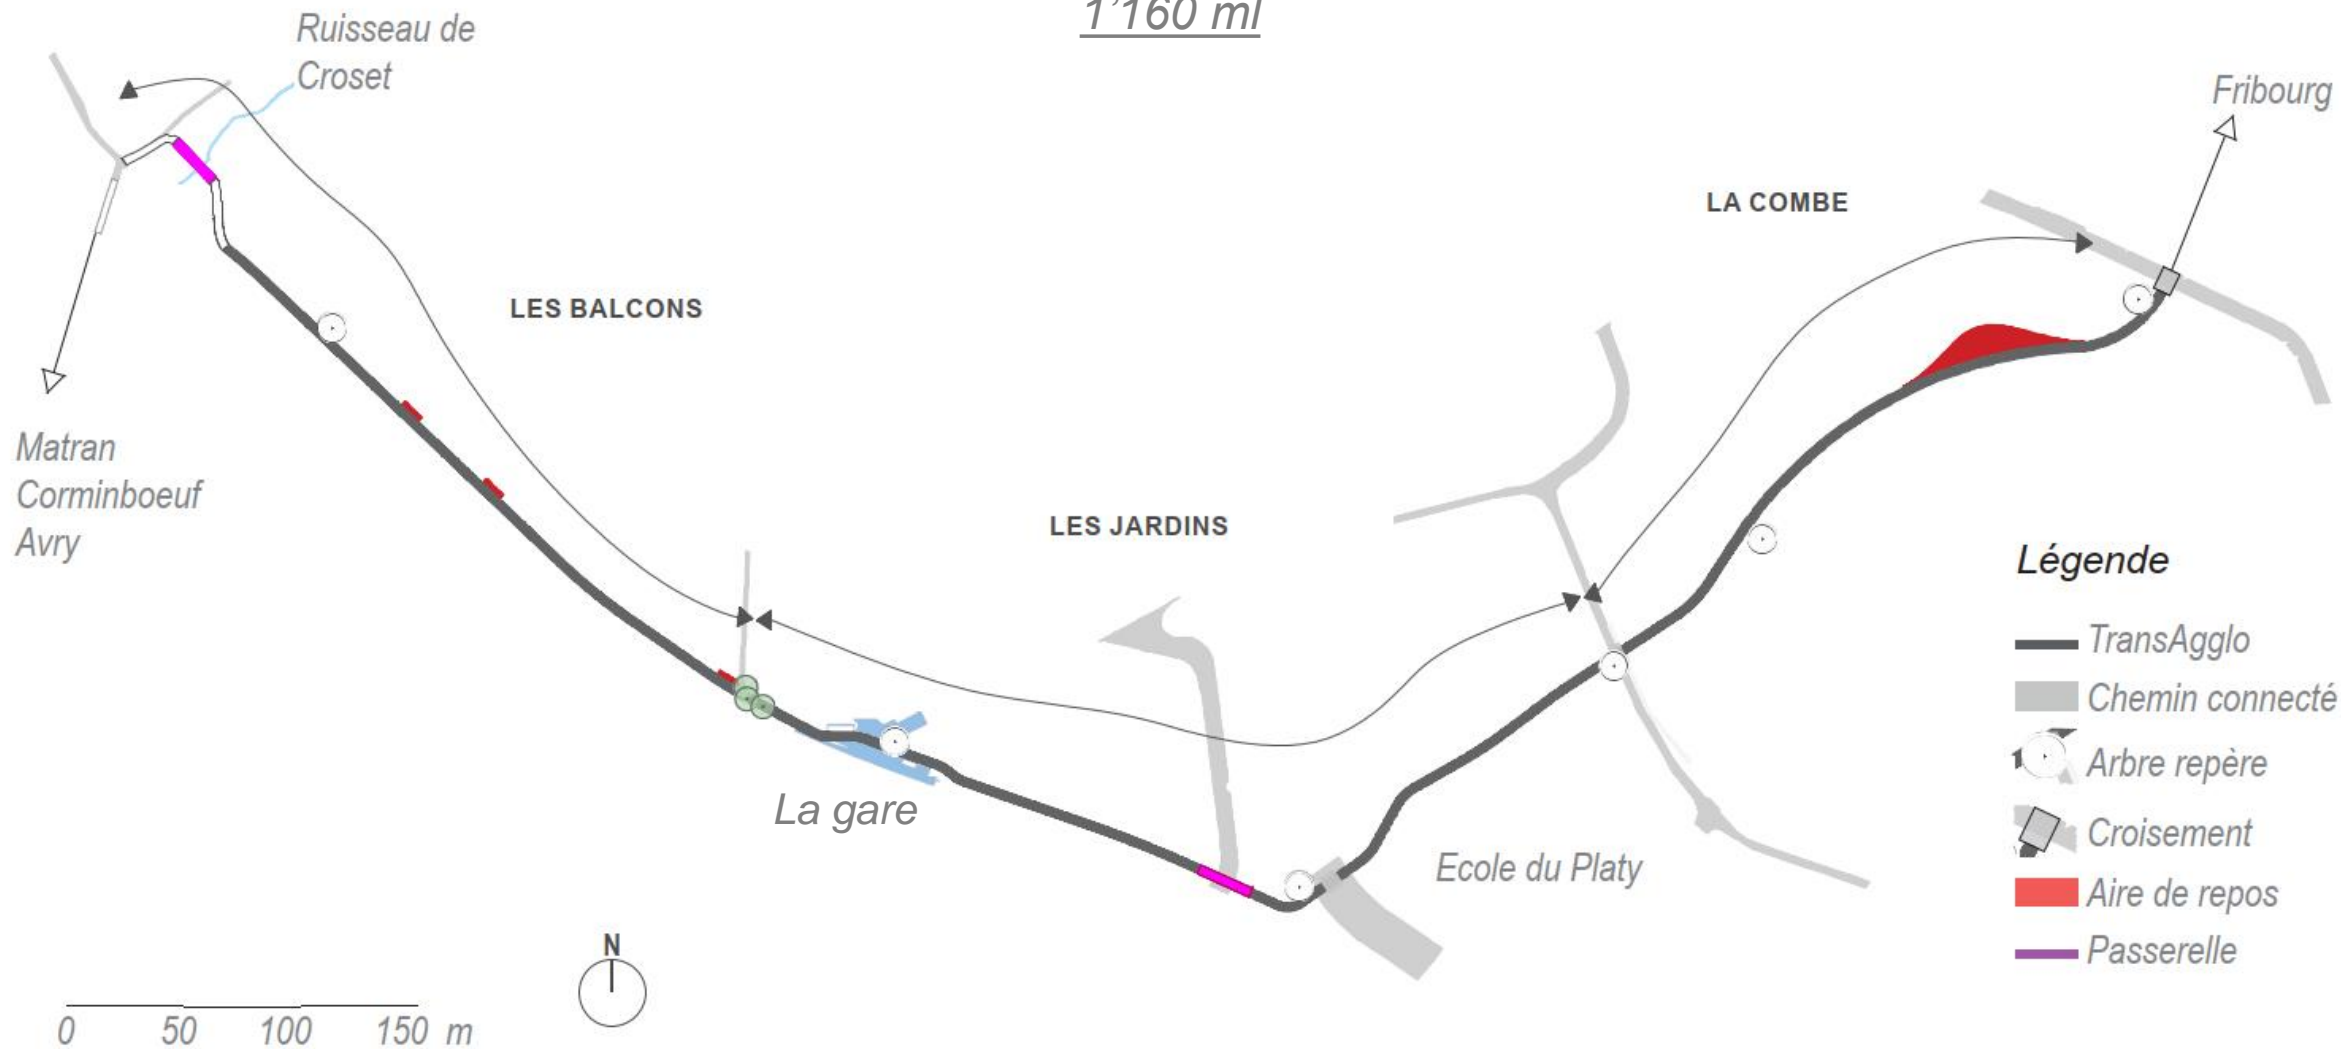 1'160 ml
Ruisseau de
Croset
Fribourg
LA COMBE
LES BALCONS
Matran
Corminboeuf
Avry
LES JARDINS
Légende
TransAgglo
Chemin connecté
Arbre repère
Croisement
Aire de repos
Passerelle
La gare
Ecole du Platy
N
0 50 100 150 m